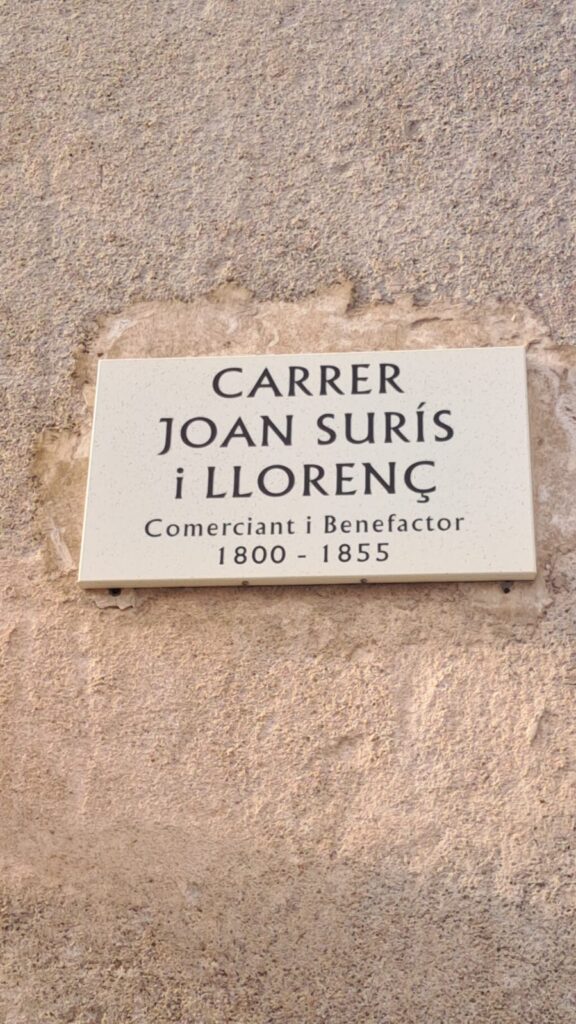 CARRER
JOAN SURÍS
i LLORENÇ
Comerciant i Benefactor
1800 - 1855